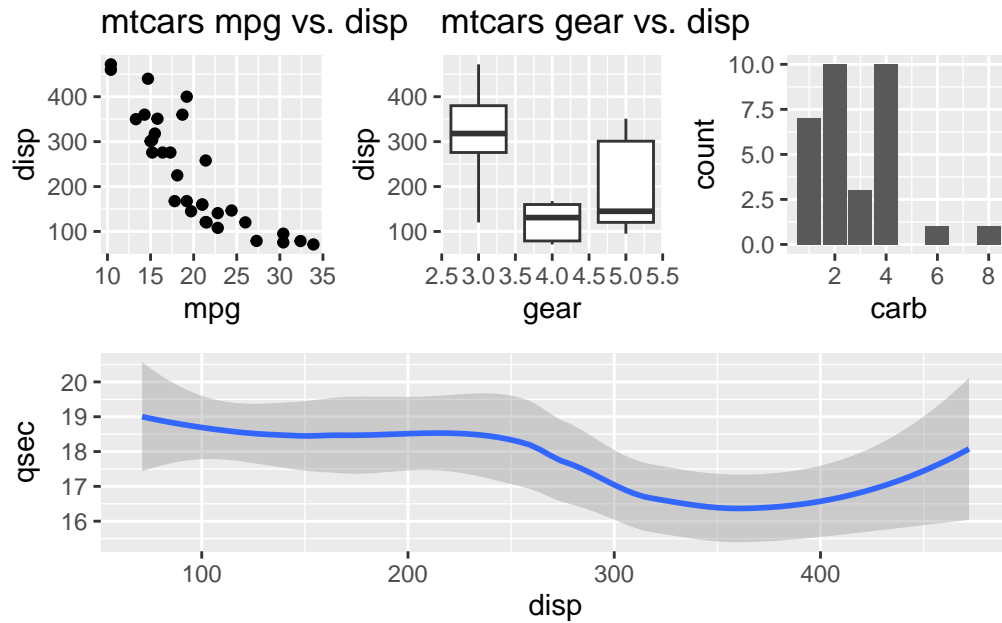 mtcars mpg vs. disp
mtcars gear vs. disp
disp
400
300
200
100
10 15 20 25 30 35
mpg
disp
400
300
200
100
2.5 3.0 3.5 4.0 4.5 5.0 5.5
gear
count
10.0
7.5
5.0
2.5
0.0
2 4 6 8
carb
qsec
20
19
18
17
16
100 200 300 400
disp